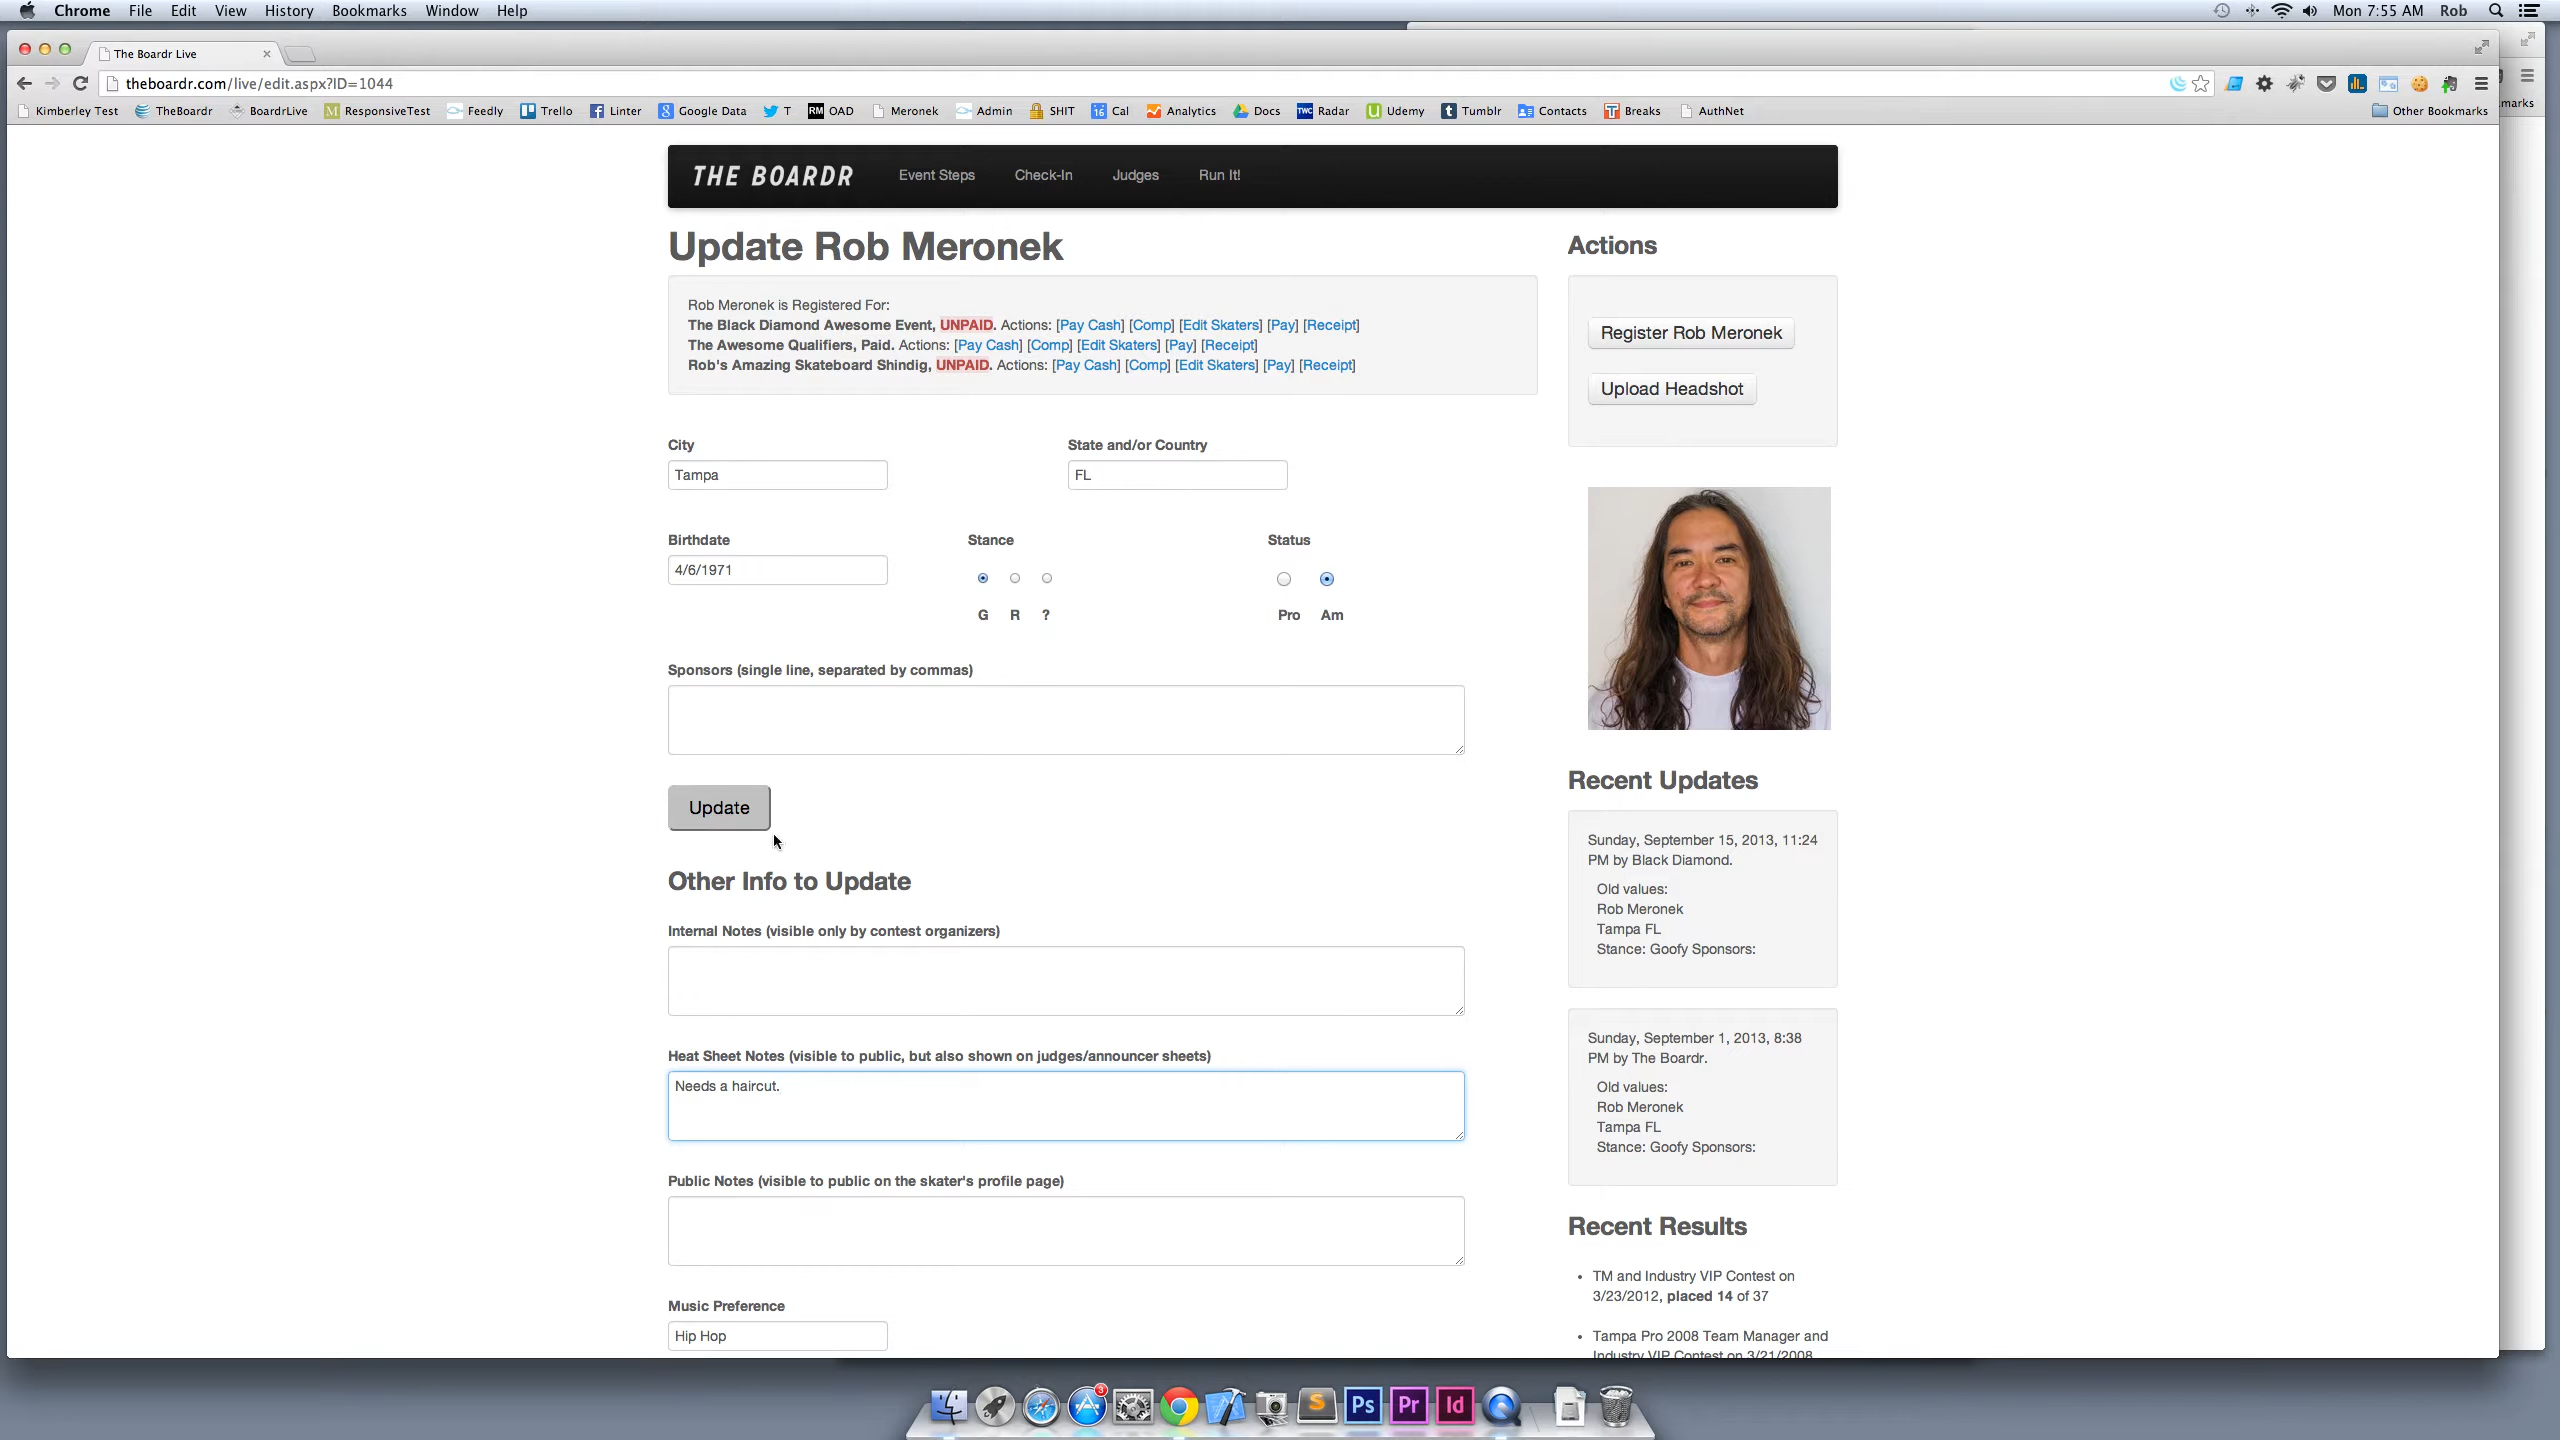 Chrome File Edit View History Bookmarks Window Help
Mon 7:55 AM Rob
The Boardr Live
theboardr.com/live/edit.aspx?ID=1044
Kimberley Test TheBoardr BoardrLive ResponsiveTest Feedly Trello Linter Google Data T OAD Meronek Admin SHIT Cal Analytics Docs Radar Udemy Tumblr Contacts Breaks AuthNet Other Bookmarks
THE BOARDR Event Steps Check-In Judges Run It!
Update Rob Meronek
Rob Meronek is Registered For:
The Black Diamond Awesome Event, UNPAID. Actions: [Pay Cash] [Comp] [Edit Skaters] [Pay] [Receipt]
The Awesome Qualifiers, Paid. Actions: [Pay Cash] [Comp] [Edit Skaters] [Pay] [Receipt]
Rob's Amazing Skateboard Shindig, UNPAID. Actions: [Pay Cash] [Comp] [Edit Skaters] [Pay] [Receipt]
City State and/or Country
Tampa FL
Birthdate Stance Status
4/6/1971
G R ? Pro Am
Sponsors (single line, separated by commas)
Update
Other Info to Update
Internal Notes (visible only by contest organizers)
Heat Sheet Notes (visible to public, but also shown on judges/announcer sheets)
Needs a haircut.
Public Notes (visible to public on the skater's profile page)
Music Preference
Hip Hop
Actions
Register Rob Meronek
Upload Headshot
Recent Updates
Sunday, September 15, 2013, 11:24
PM by Black Diamond.
Old values:
Rob Meronek
Tampa FL
Stance: Goofy Sponsors:
Sunday, September 1, 2013, 8:38
PM by The Boardr.
Old values:
Rob Meronek
Tampa FL
Stance: Goofy Sponsors:
Recent Results
TM and Industry VIP Contest on
3/23/2012, placed 14 of 37
Tampa Pro 2008 Team Manager and
Industry VIP Contest on 3/21/2008
marks
3
S Ps Pr Id